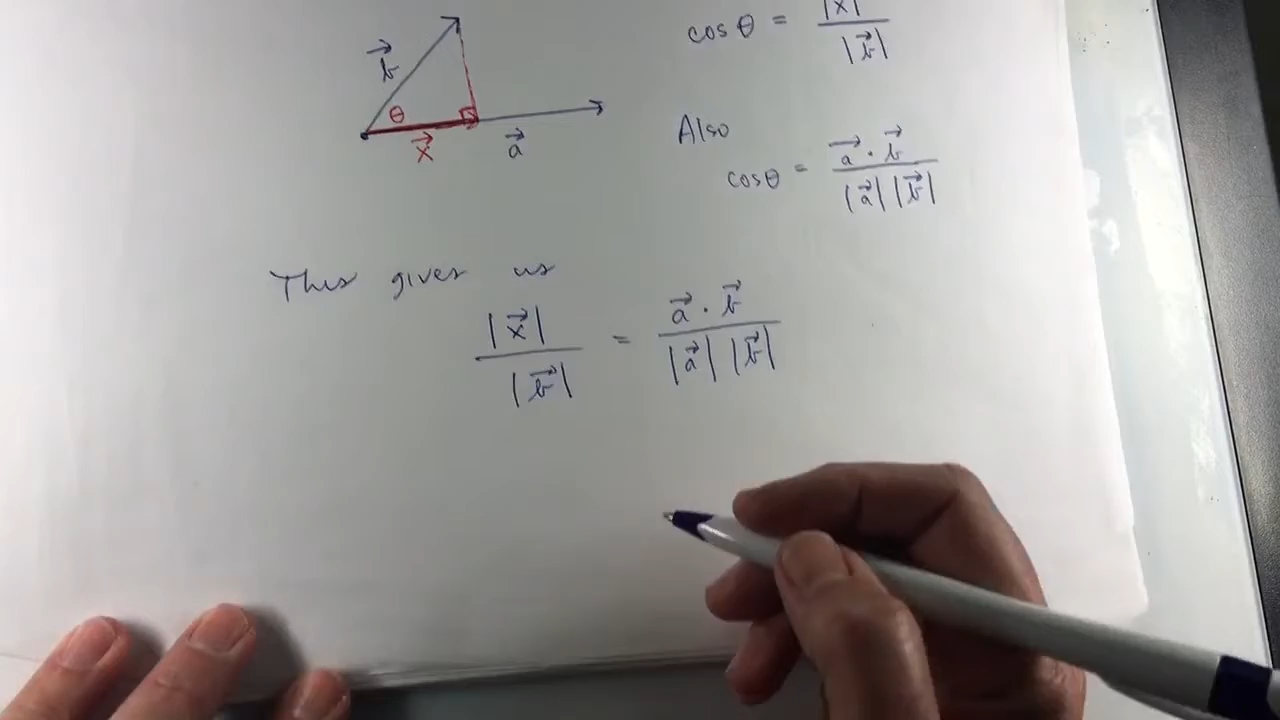 b⃗
θ
x⃗
a⃗
cos θ = |x⃗| / |b⃗|
Also
cos θ = a⃗ · b⃗ / |a⃗| |b⃗|
This gives us
|x⃗| / |b⃗| = a⃗ · b⃗ / |a⃗| |b⃗|